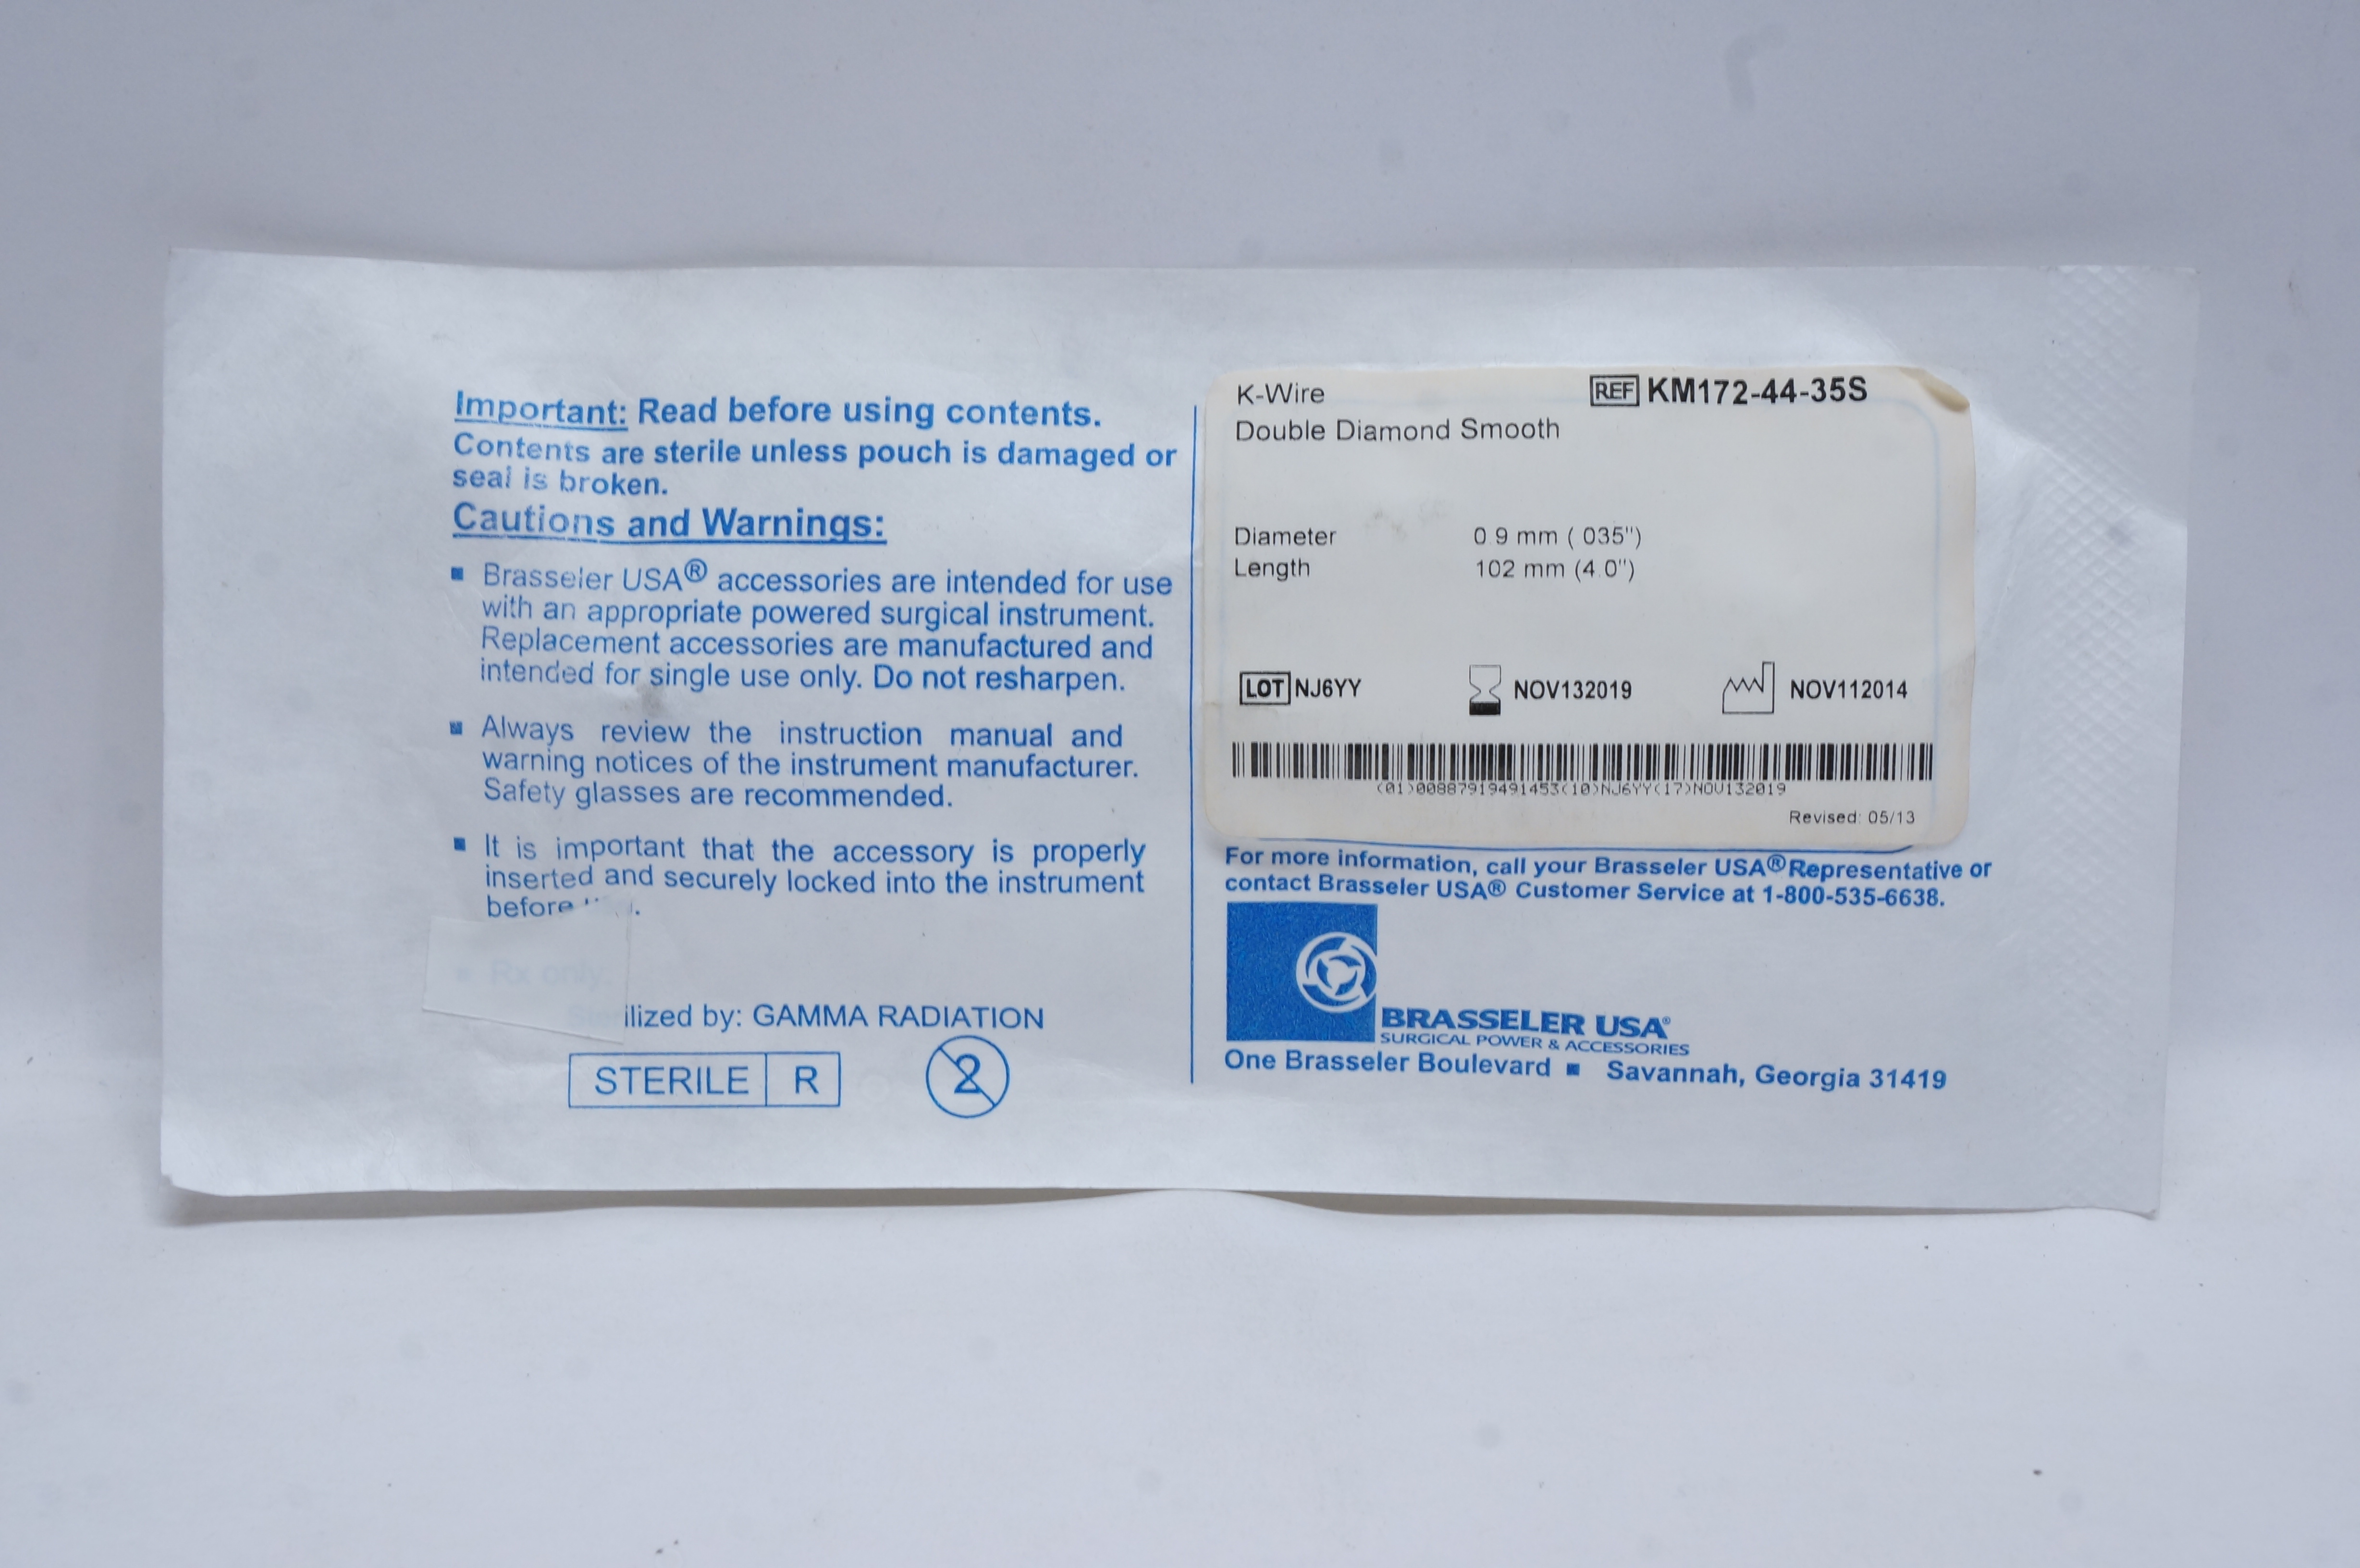 Important: Read before using contents.
Contents are sterile unless pouch is damaged or
seal is broken.
Cautions and Warnings:
▪ Brasseler USA® accessories are intended for use
with an appropriate powered surgical instrument.
Replacement accessories are manufactured and
intended for single use only. Do not resharpen.
▪ Always review the instruction manual and
warning notices of the instrument manufacturer.
Safety glasses are recommended.
▪ It is important that the accessory is properly
inserted and securely locked into the instrument
before
▪ Rx only.
Sterilized by: GAMMA RADIATION
STERILE R
2
K-Wire REF KM172-44-35S
Double Diamond Smooth
Diameter 0 9 mm ( 035")
Length 102 mm (4 0")
LOT NJ6YY NOV132019 NOV112014
(01)00887919491453(10)NJ6YY(17)NOV132019
Revised: 05/13
For more information, call your Brasseler USA® Representative or
contact Brasseler USA® Customer Service at 1-800-535-6638.
BRASSELER USA®
SURGICAL POWER & ACCESSORIES
One Brasseler Boulevard ▪ Savannah, Georgia 31419